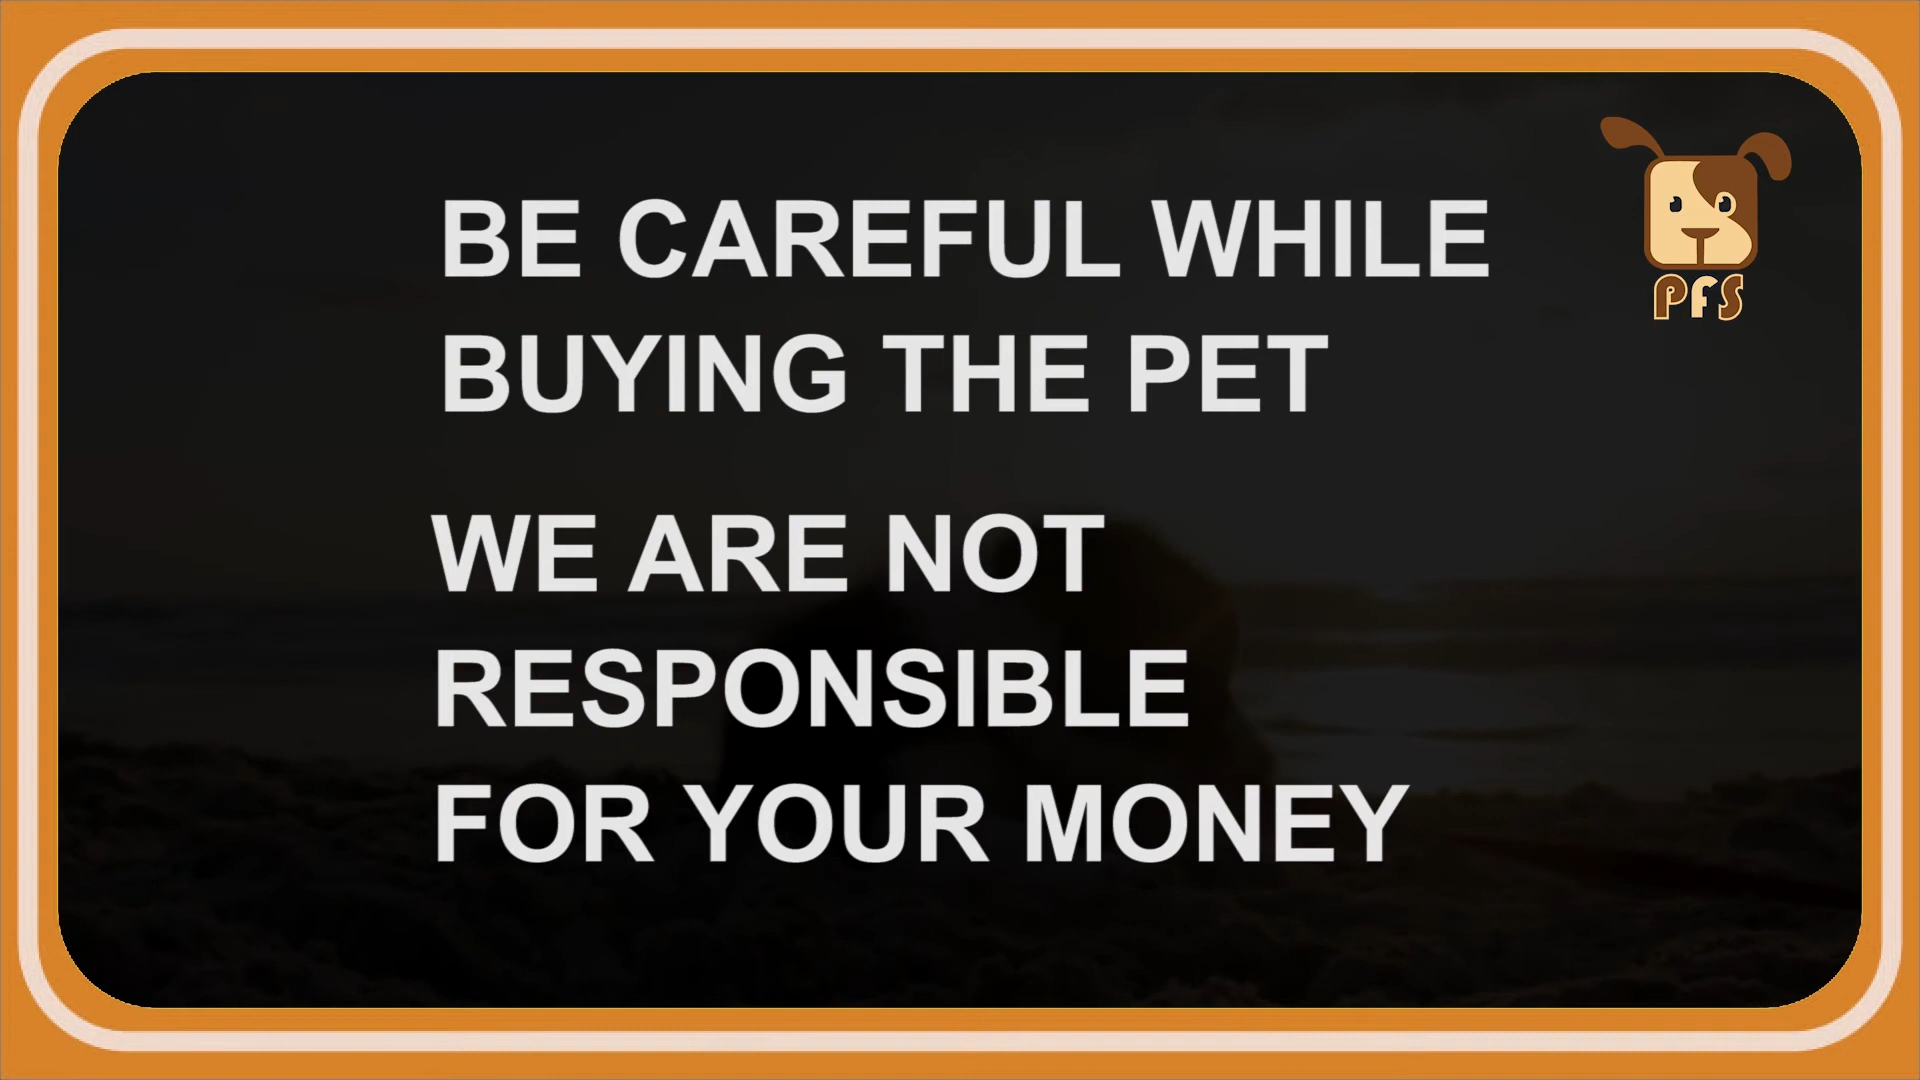 BE CAREFUL WHILE
BUYING THE PET
WE ARE NOT
RESPONSIBLE
FOR YOUR MONEY
PFS